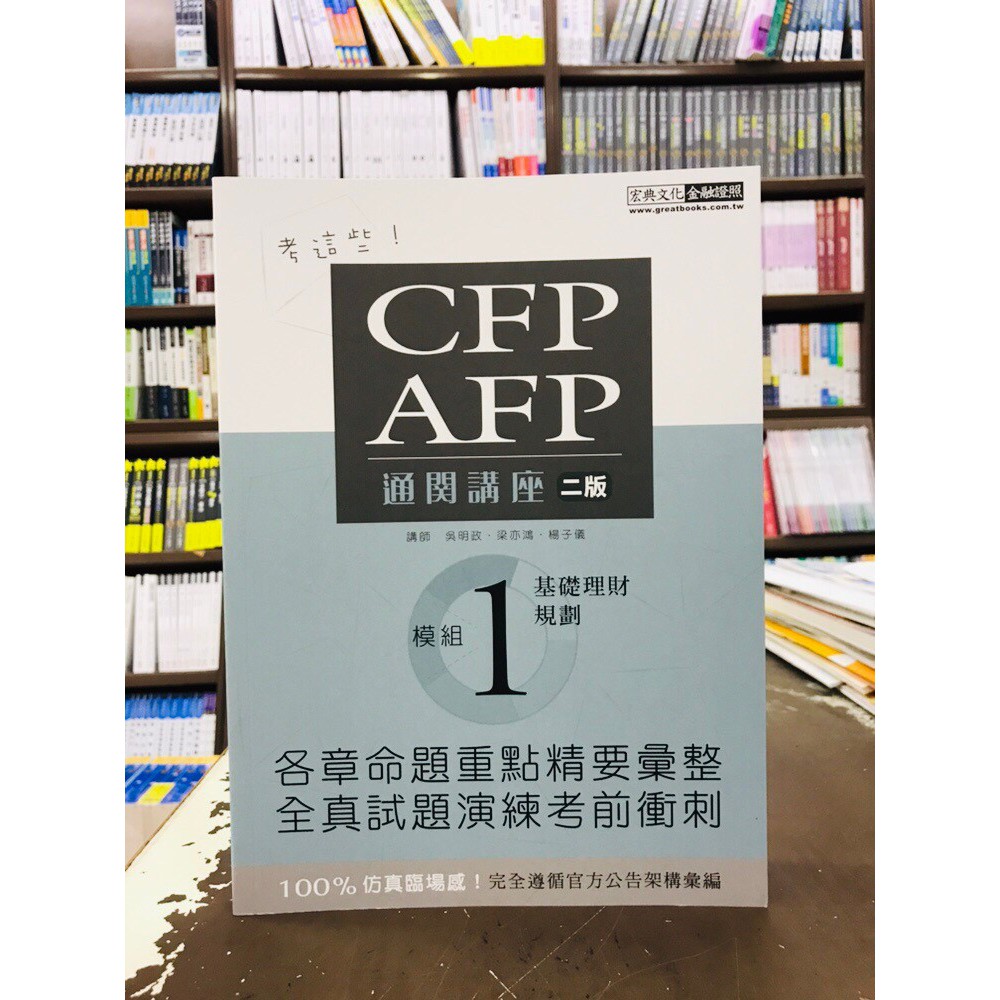 宏典文化 金融證照
www.greatbooks.com.tw
考這些!
CFP
AFP
通関講座 二版
講師 吳明政・梁亦鴻・楊子儀
模組 1 基礎理財
規劃
各章命題重點精要彙整
全真試題演練考前衝刺
100% 仿真臨場感!完全遵循官方公告架構彙編